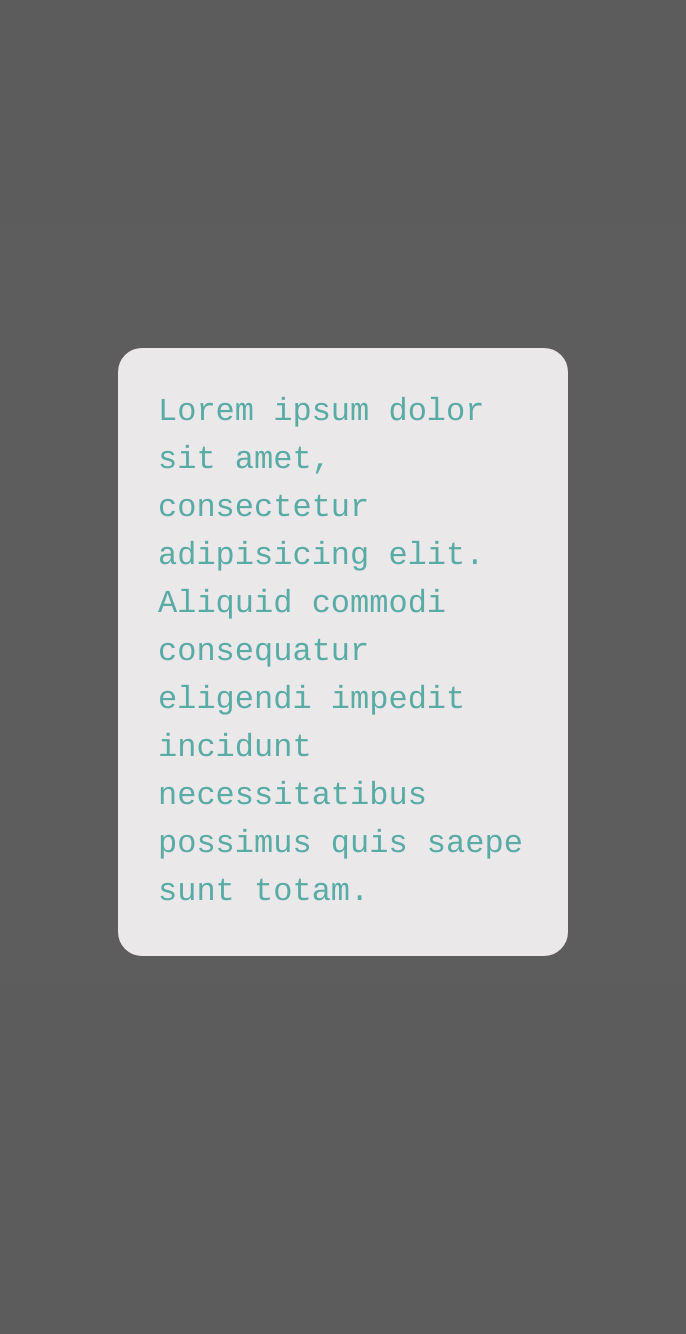 Lorem ipsum dolor
sit amet,
consectetur
adipisicing elit.
Aliquid commodi
consequatur
eligendi impedit
incidunt
necessitatibus
possimus quis saepe
sunt totam.